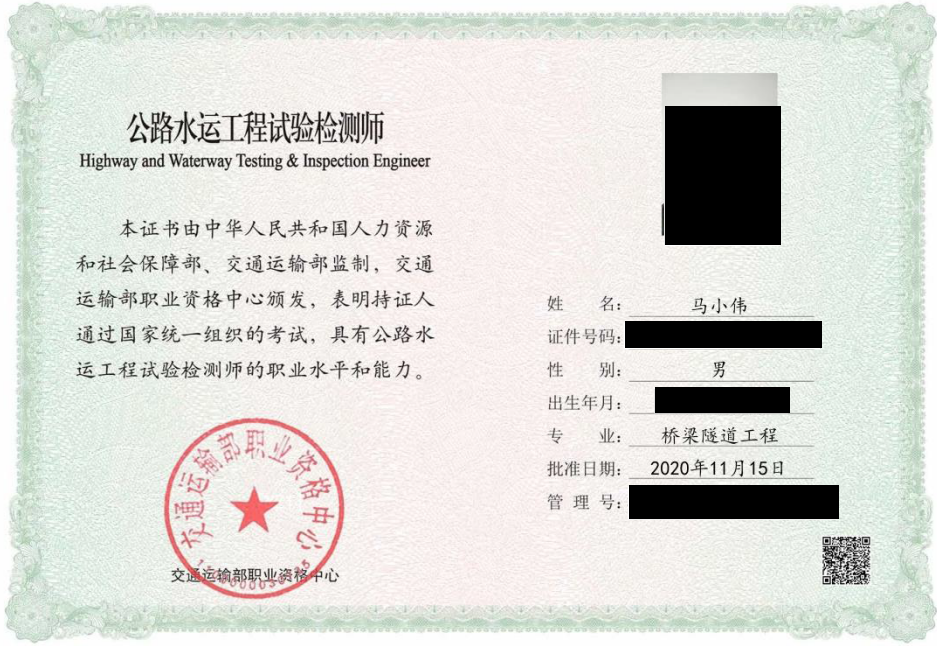 公路水运工程试验检测师
Highway and Waterway Testing & Inspection Engineer
本证书由中华人民共和国人力资源
和社会保障部、交通运输部监制，交通
运输部职业资格中心颁发，表明持证人
通过国家统一组织的考试，具有公路水
运工程试验检测师的职业水平和能力。
交通运输部职业资格中心
交通运输部职业资格中心
姓 名： 马小伟
证件号码：
性 别： 男
出生年月：
专 业： 桥梁隧道工程
批准日期： 2020年11月15日
管 理 号：